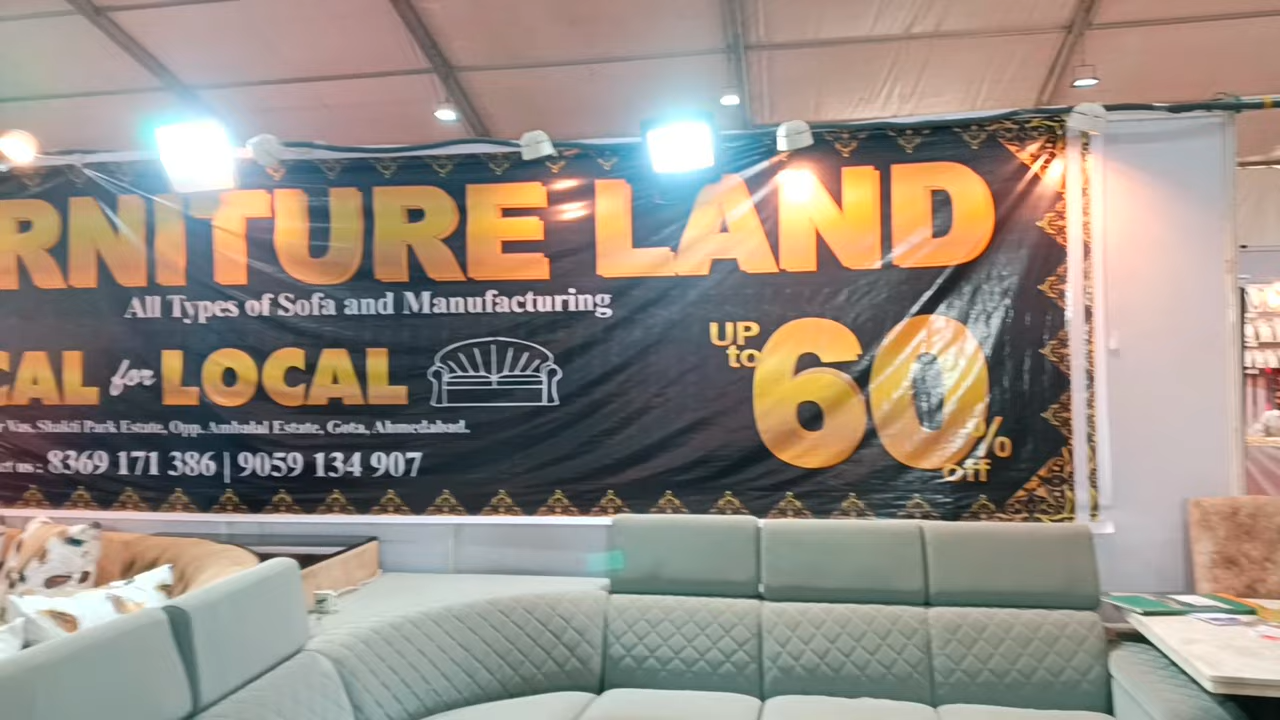 RNITURE LAND
All Types of Sofa and Manufacturing
CAL for LOCAL
UP
to 60
% off
Vas, Shakti Park Estate, Opp. Ambalal Estate, Gota, Ahmedabad.
us : 8369 171 386 | 9059 134 907